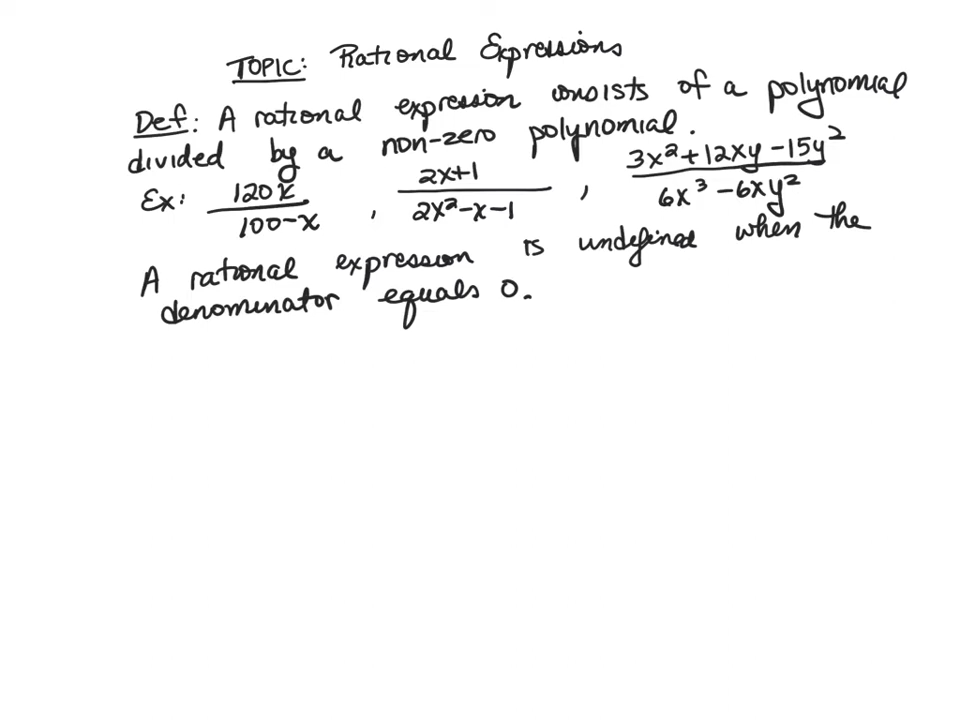 TOPIC: Rational Expressions
Def: A rational expression consists of a polynomial
divided by a non-zero polynomial.
Ex: 120x/(100-x) , (2x+1)/(2x²-x-1) , (3x²+12xy-15y²)/(6x³-6xy²)
A rational expression is undefined when the
denominator equals 0.